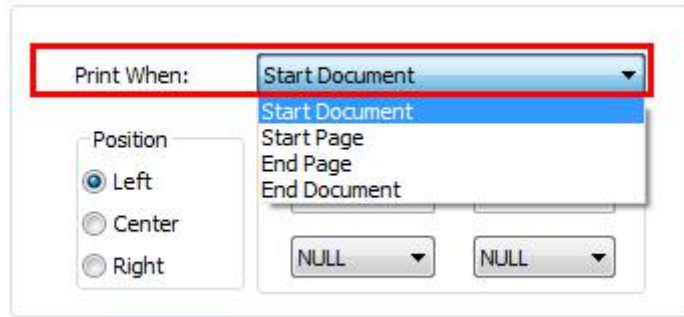 Print When: Start Document
Start Document
Start Page
End Page
End Document
Position
Left
Center
Right
NULL NULL